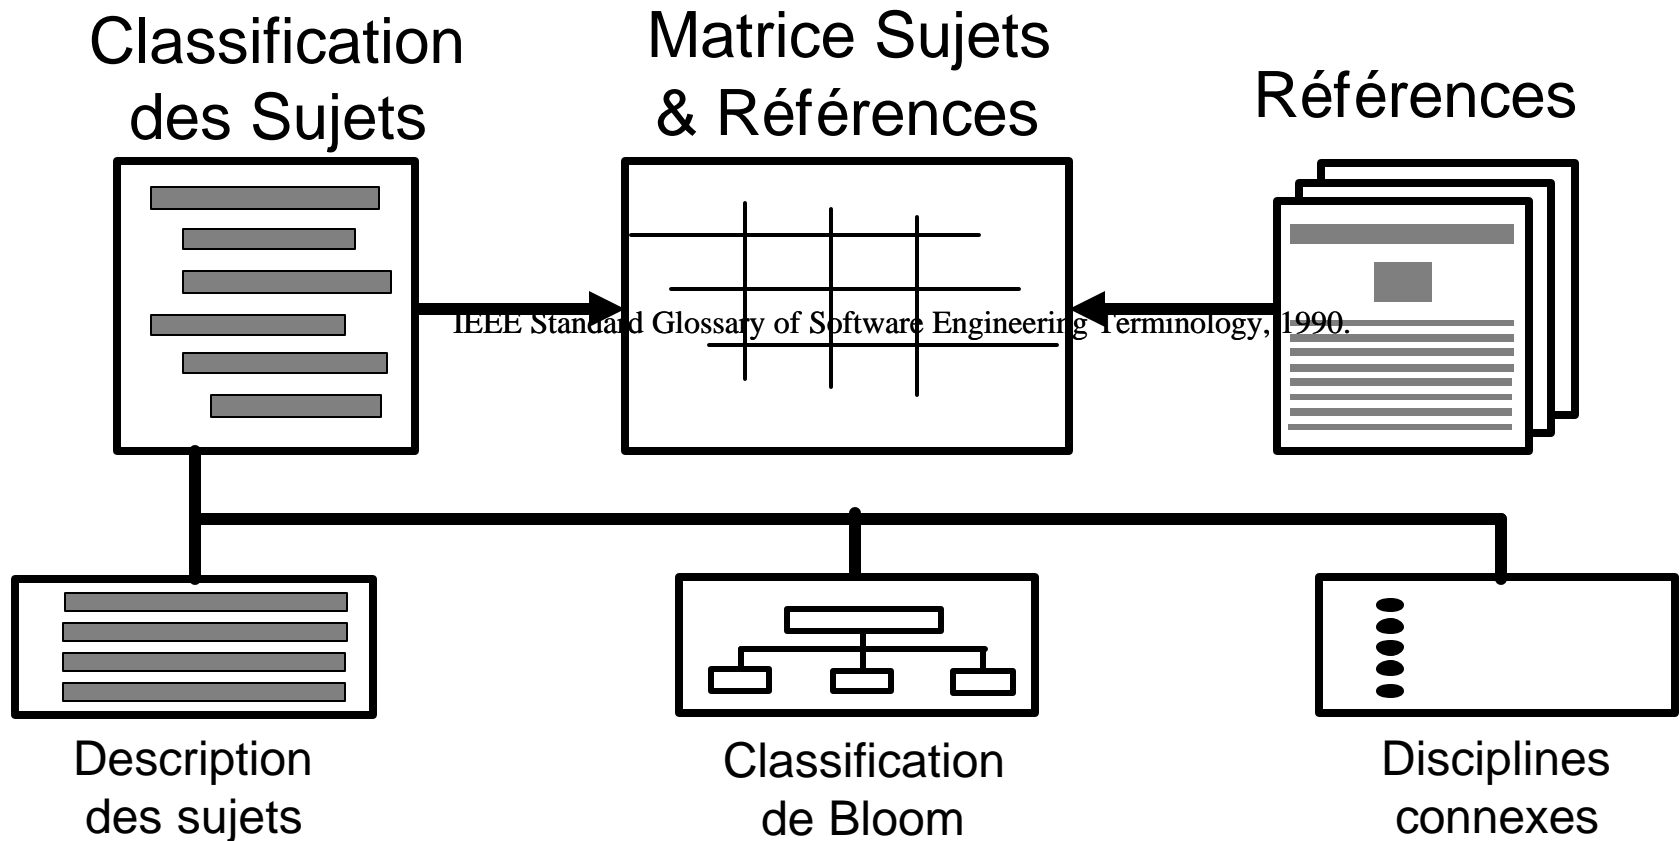 Classification
des Sujets
Matrice Sujets
& Références
Références
IEEE Standard Glossary of Software Engineering Terminology, 1990.
Description
des sujets
Classification
de Bloom
Disciplines
connexes